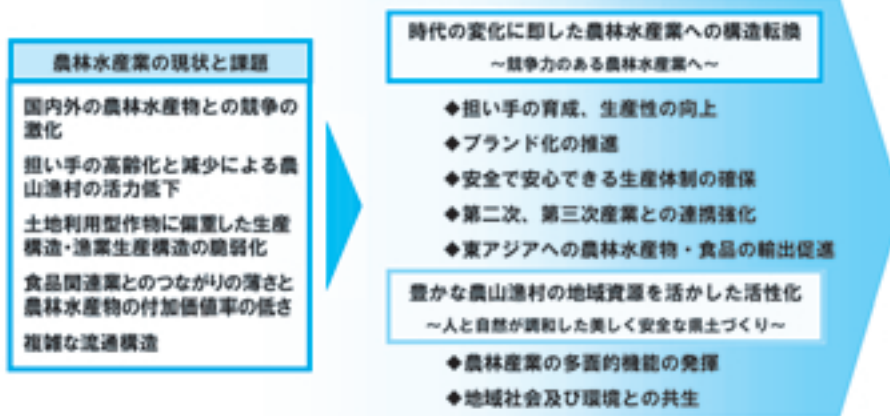 農林水産業の現状と課題
国内外の農林水産物との競争の
激化
担い手の高齢化と減少による農
山漁村の活力低下
土地利用型作物に偏重した生産
構造・漁業生産構造の脆弱化
食品関連業とのつながりの薄さと
農林水産物の付加価値率の低さ
複雑な流通構造
時代の変化に即した農林水産業への構造転換
～競争力のある農林水産業へ～
◆担い手の育成、生産性の向上
◆ブランド化の推進
◆安全で安心できる生産体制の確保
◆第二次、第三次産業との連携強化
◆東アジアへの農林水産物・食品の輸出促進
豊かな農山漁村の地域資源を活かした活性化
～人と自然が調和した美しく安全な県土づくり～
◆農林産業の多面的機能の発揮
◆地域社会及び環境との共生